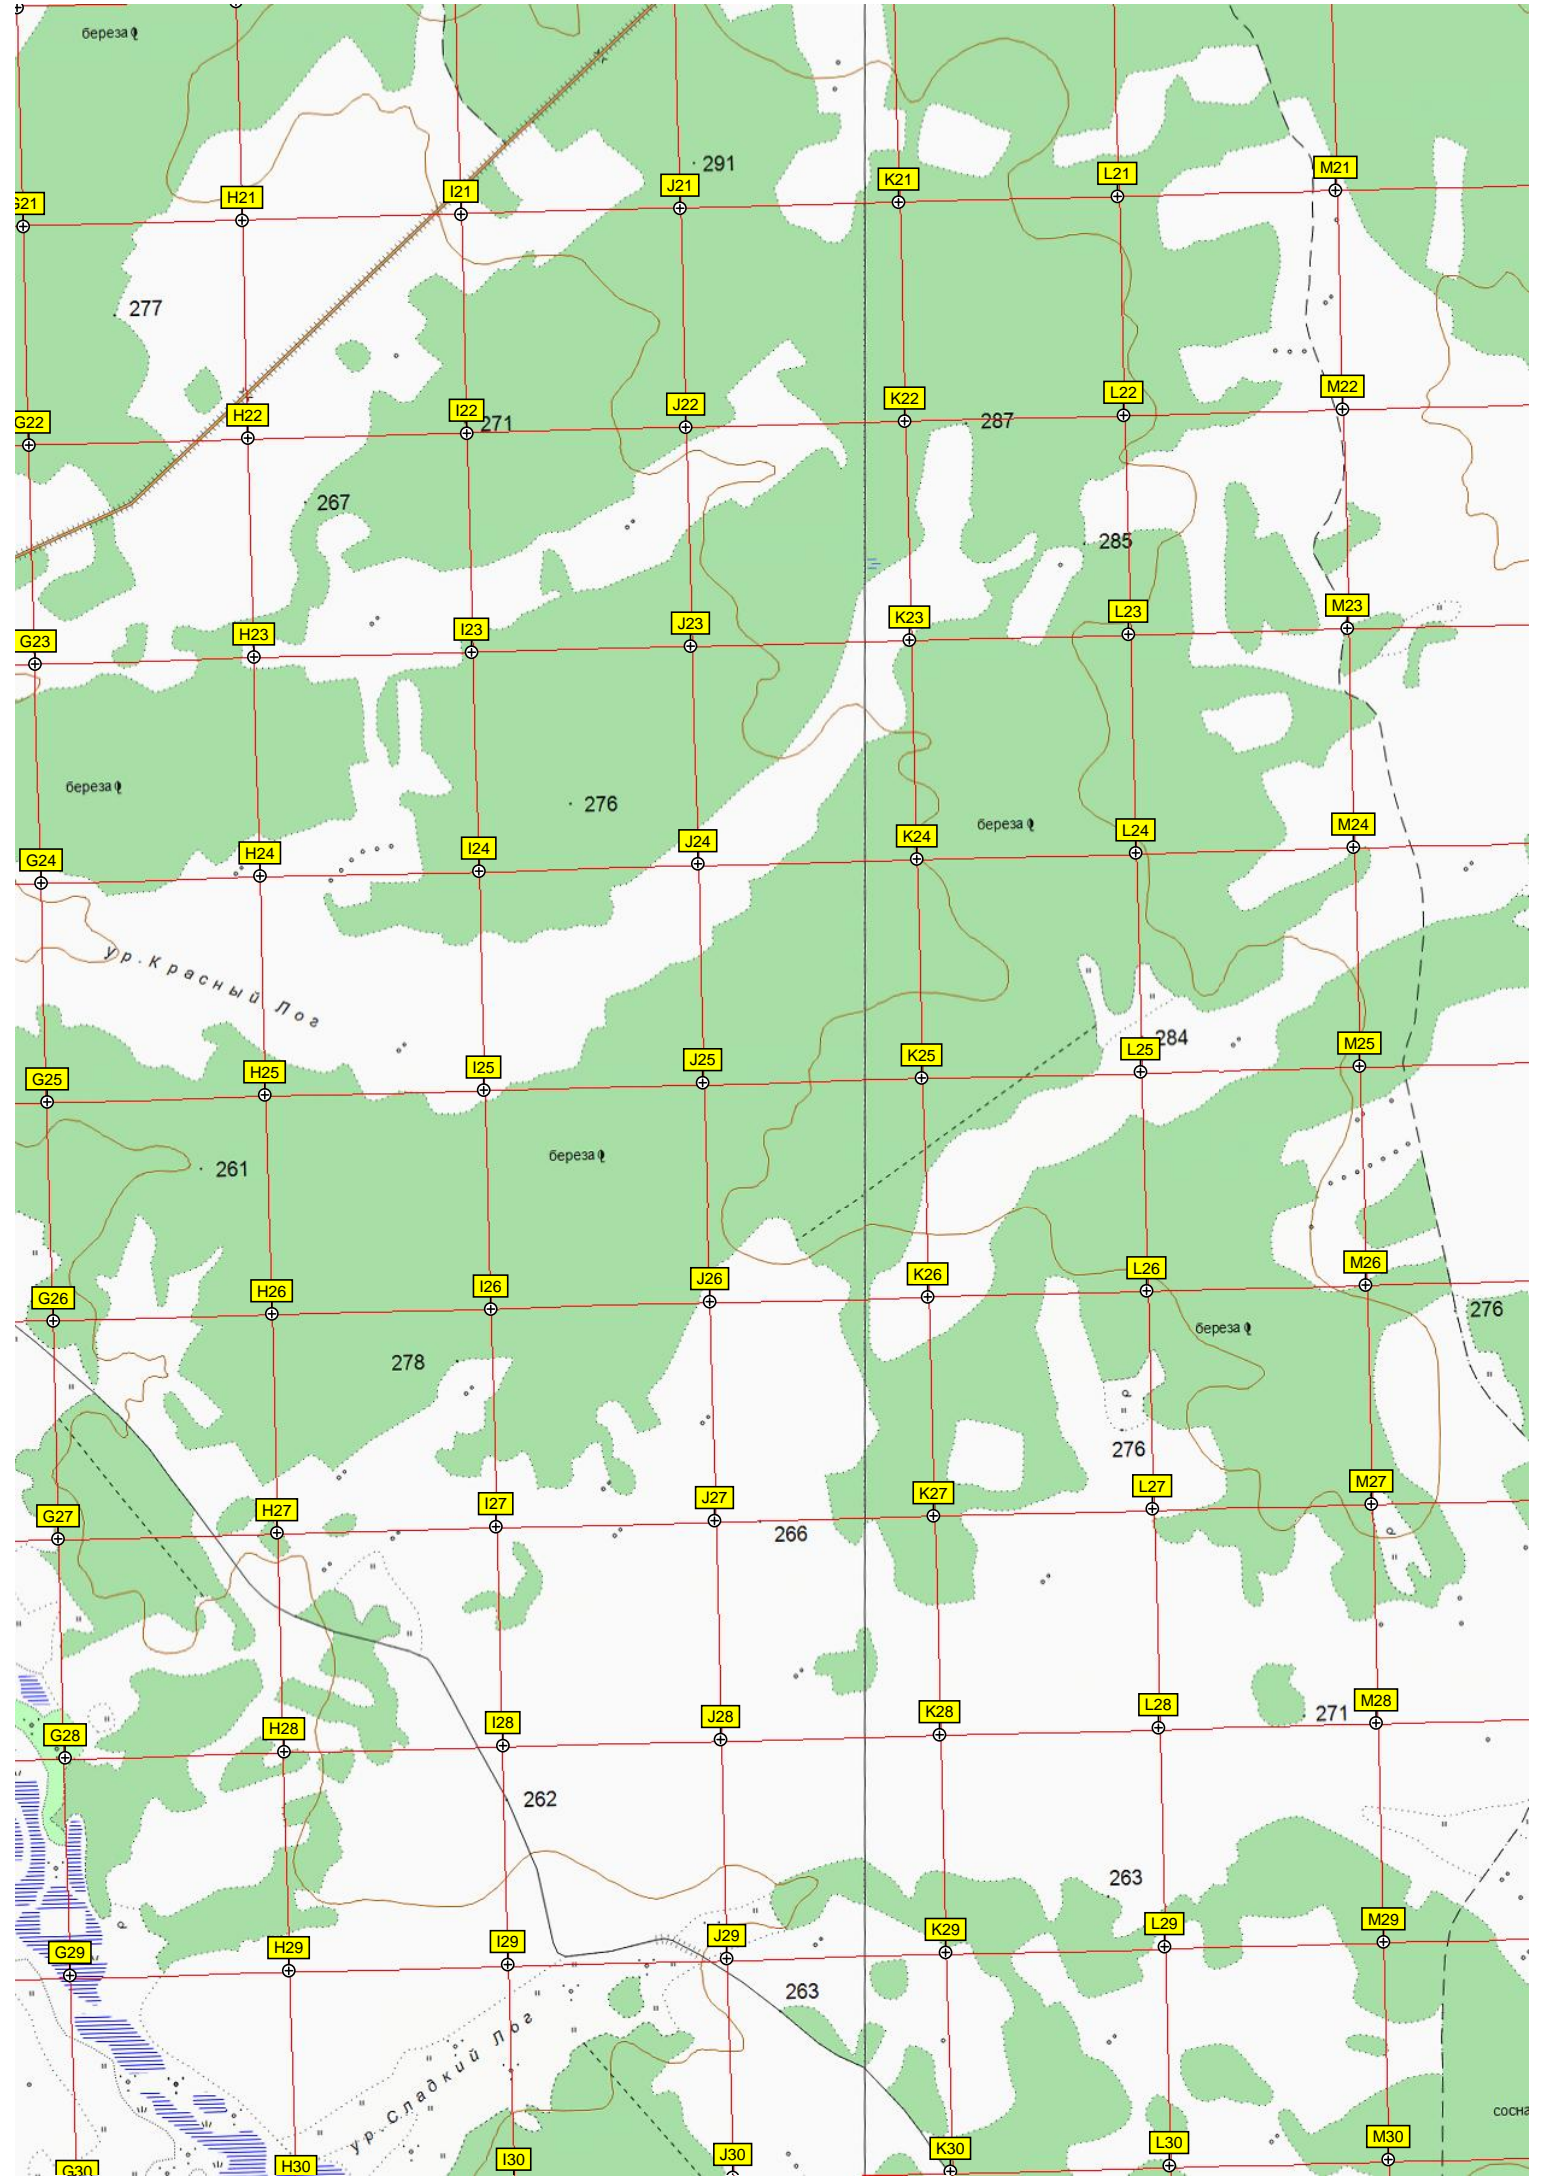 береза
291
G21
H21
I21
J21
K21
L21
M21
277
G22
H22
I22
271
J22
K22
287
L22
M22
267
285
G23
H23
I23
J23
K23
L23
M23
береза
276
береза
G24
H24
I24
J24
K24
L24
M24
ур. Красный Лог
284
G25
H25
I25
J25
K25
L25
M25
261
береза
G26
H26
I26
J26
K26
L26
M26
276
береза
278
276
G27
H27
I27
J27
K27
L27
M27
266
G28
H28
I28
J28
K28
L28
271
M28
262
263
G29
H29
I29
J29
K29
L29
M29
263
ур. Сладкий Лог
сосна
G30
H30
I30
J30
K30
L30
M30